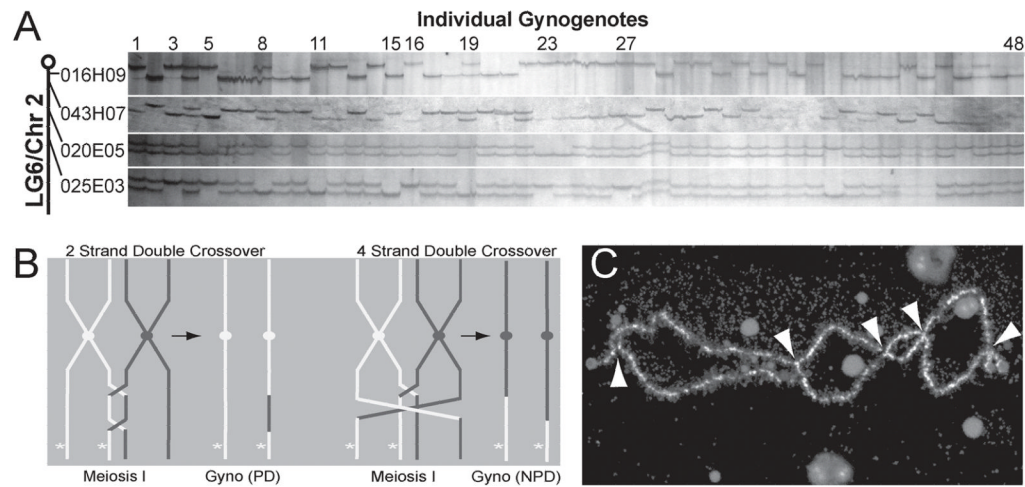 A
Individual Gynogenotes
1 3 5 8 11 15 16 19 23 27 48
LG6/Chr 2
016H09
043H07
020E05
025E03
B
2 Strand Double Crossover
4 Strand Double Crossover
* * * *
* * * *
Meiosis I
Gyno (PD)
Meiosis I
Gyno (NPD)
C